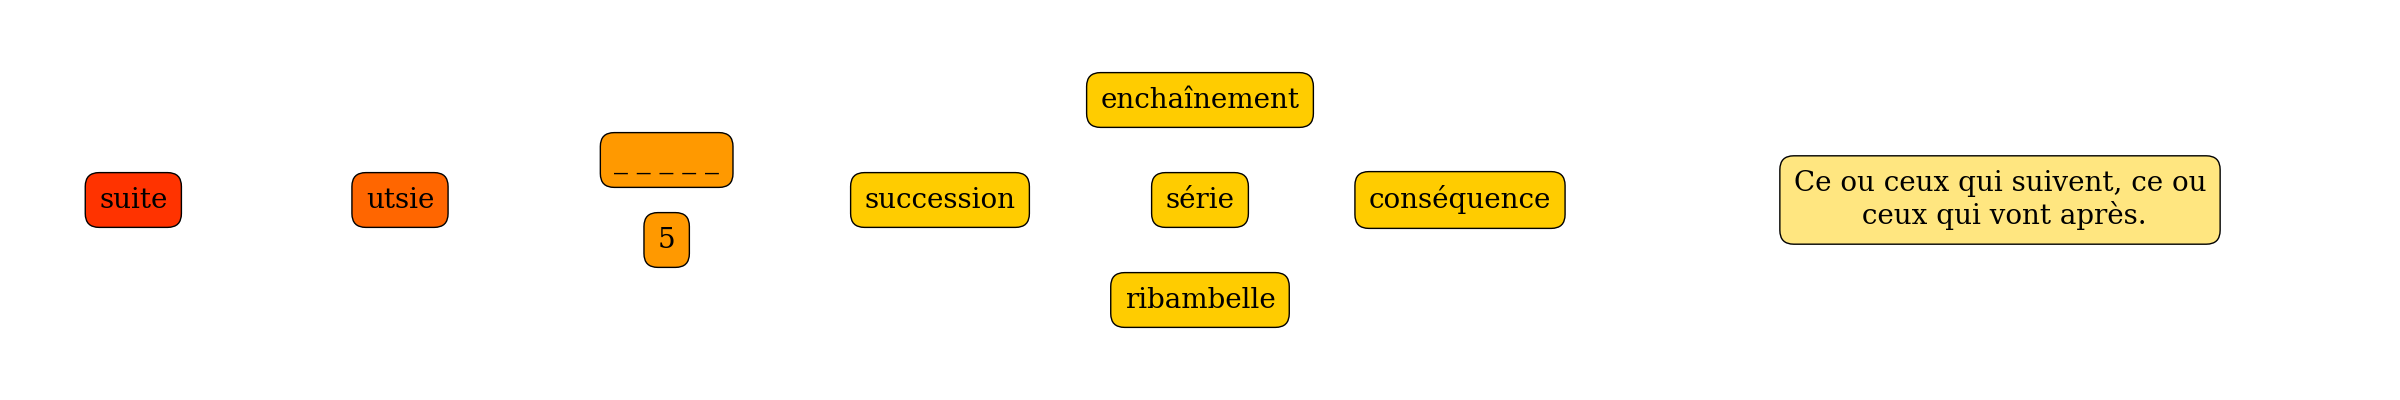 suite
utsie
_ _ _ _ _
5
enchaînement
succession
série
conséquence
ribambelle
Ce ou ceux qui suivent, ce ou
ceux qui vont après.